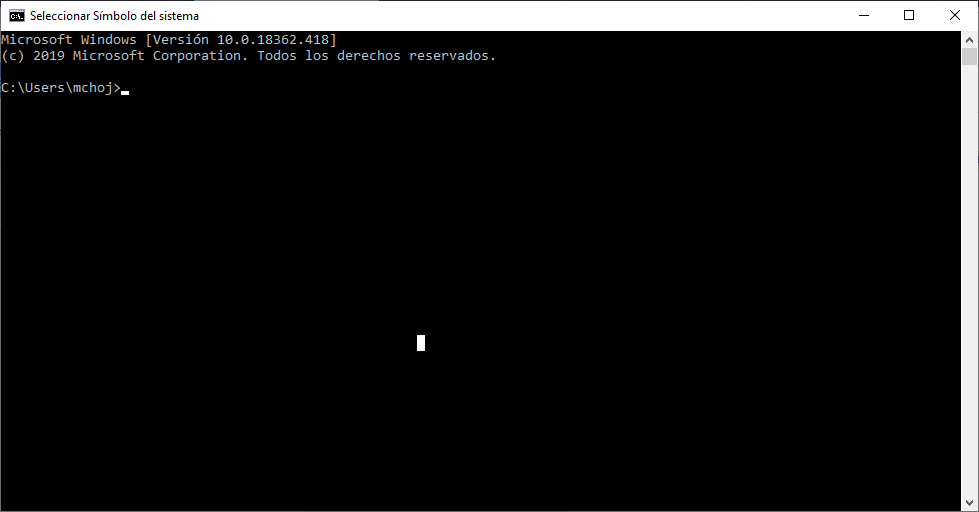 Seleccionar Símbolo del sistema
Microsoft Windows [Versión 10.0.18362.418]
(c) 2019 Microsoft Corporation. Todos los derechos reservados.
C:\Users\mchoj>